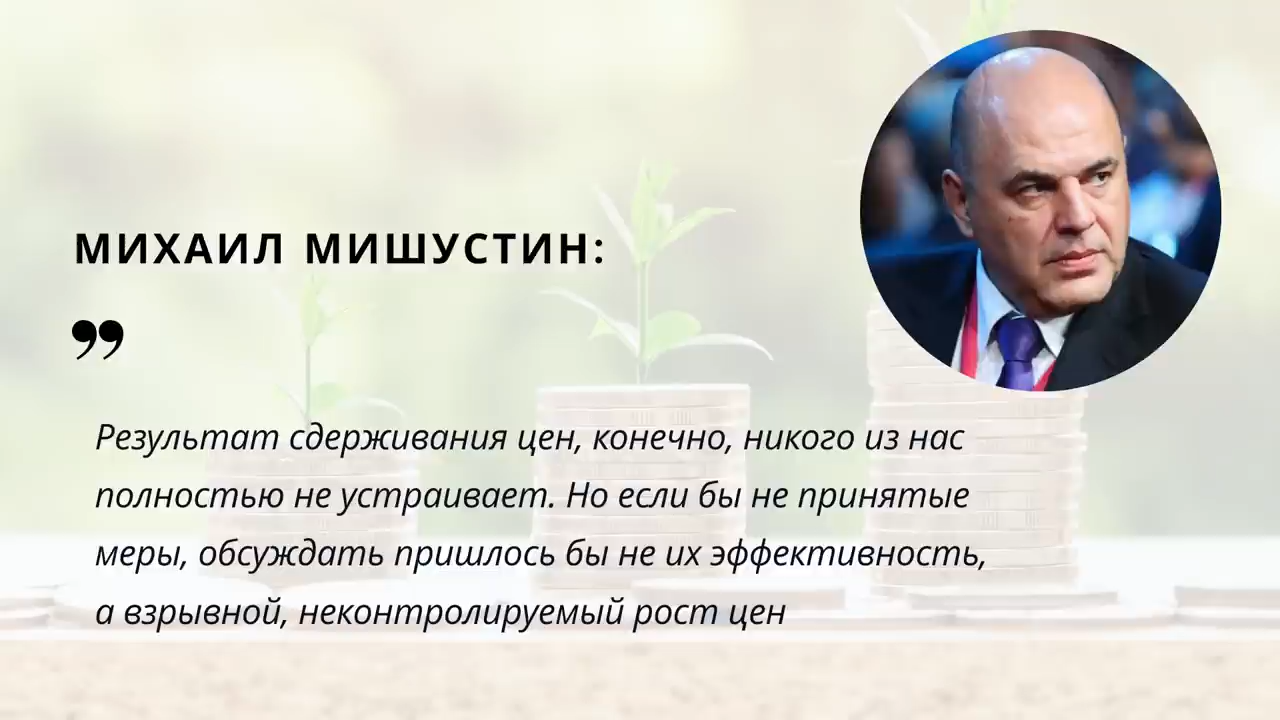 МИХАИЛ МИШУСТИН:
”
Результат сдерживания цен, конечно, никого из нас
полностью не устраивает. Но если бы не принятые
меры, обсуждать пришлось бы не их эффективность,
а взрывной, неконтролируемый рост цен